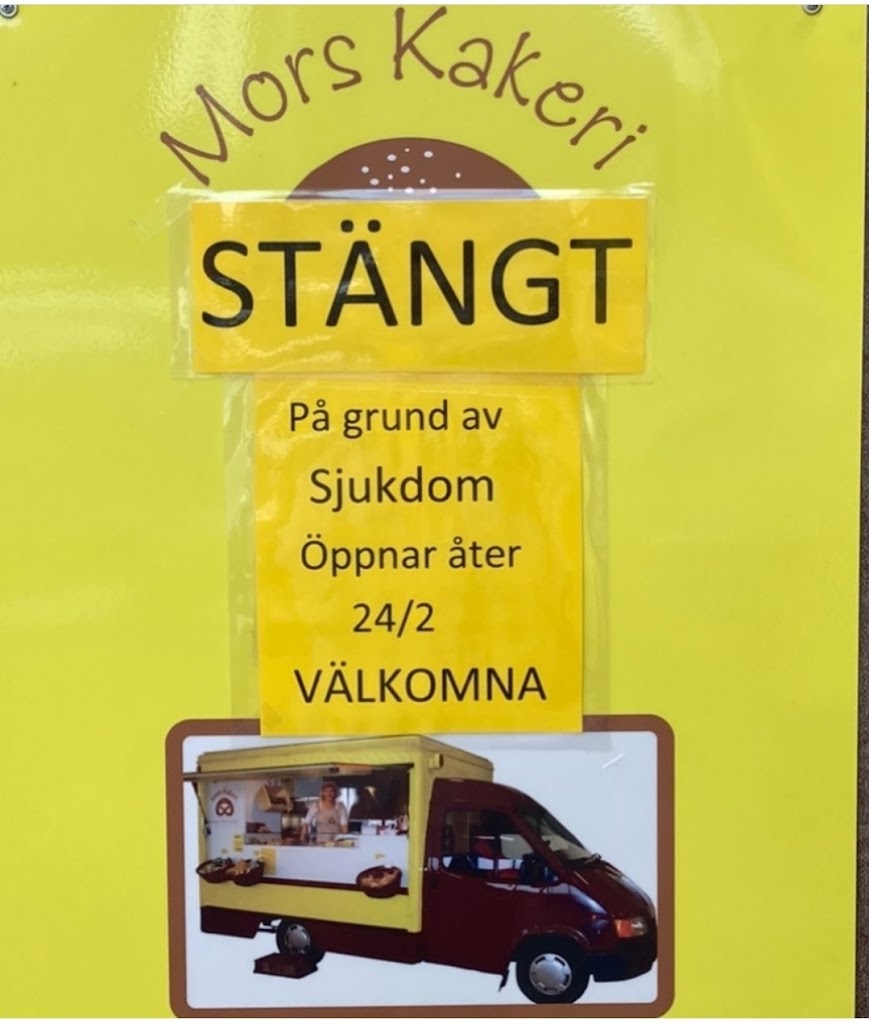 Mors Kakeri
STÄNGT
På grund av
Sjukdom
Öppnar åter
24/2
VÄLKOMNA